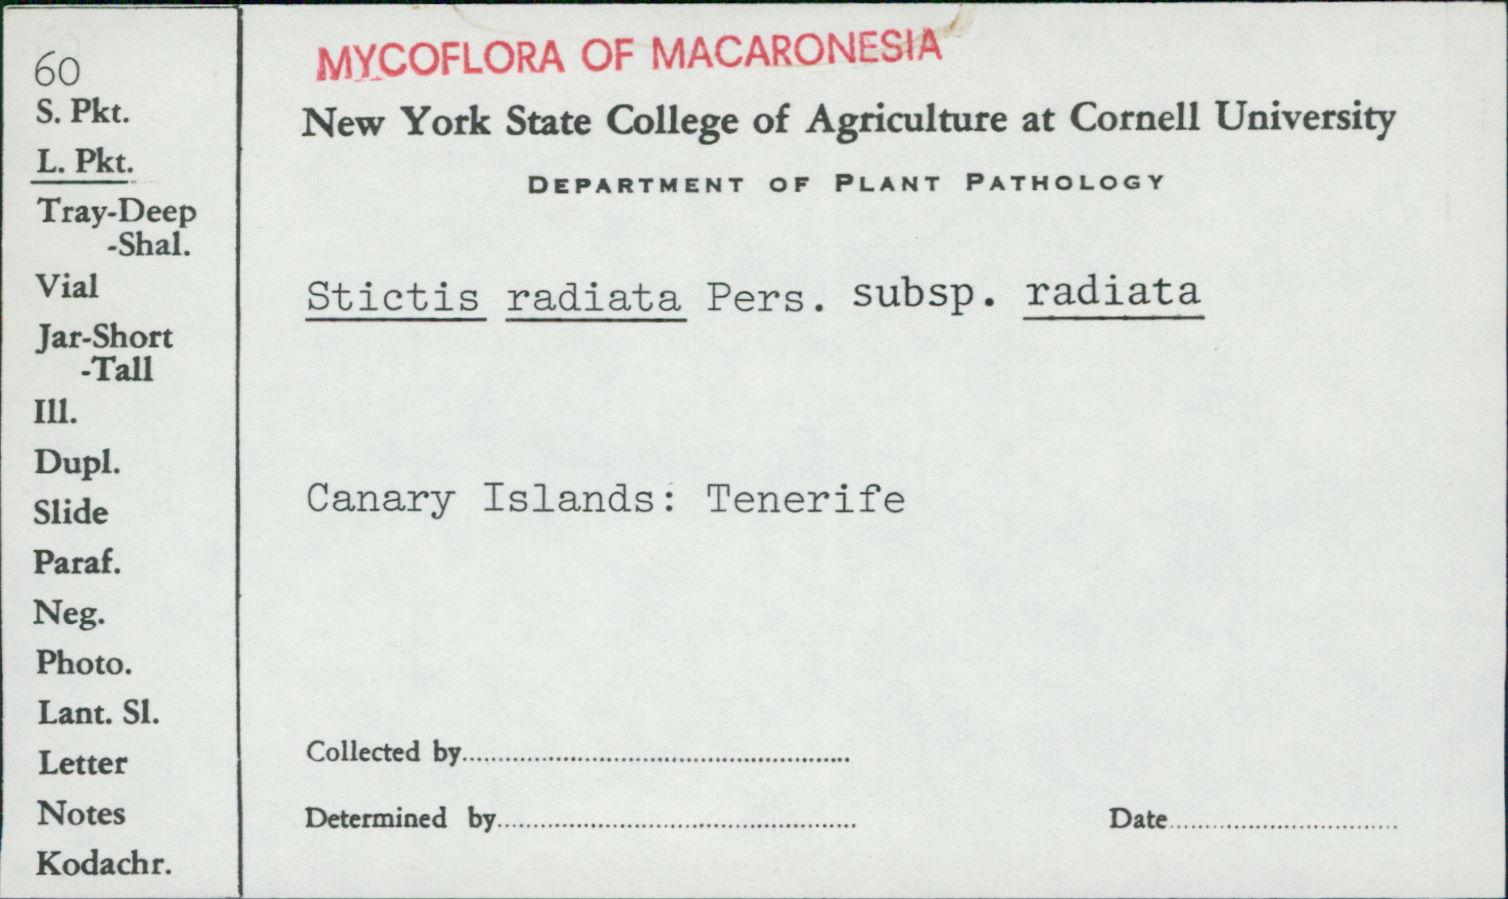 60
S. Pkt.
L. Pkt.
Tray-Deep
-Shal.
Vial
Jar-Short
-Tall
Ill.
Dupl.
Slide
Paraf.
Neg.
Photo.
Lant. Sl.
Letter
Notes
Kodachr.
MYCOFLORA OF MACARONESIA
New York State College of Agriculture at Cornell University
DEPARTMENT OF PLANT PATHOLOGY
Stictis radiata Pers. subsp. radiata
Canary Islands: Tenerife
Collected by
Determined by
Date